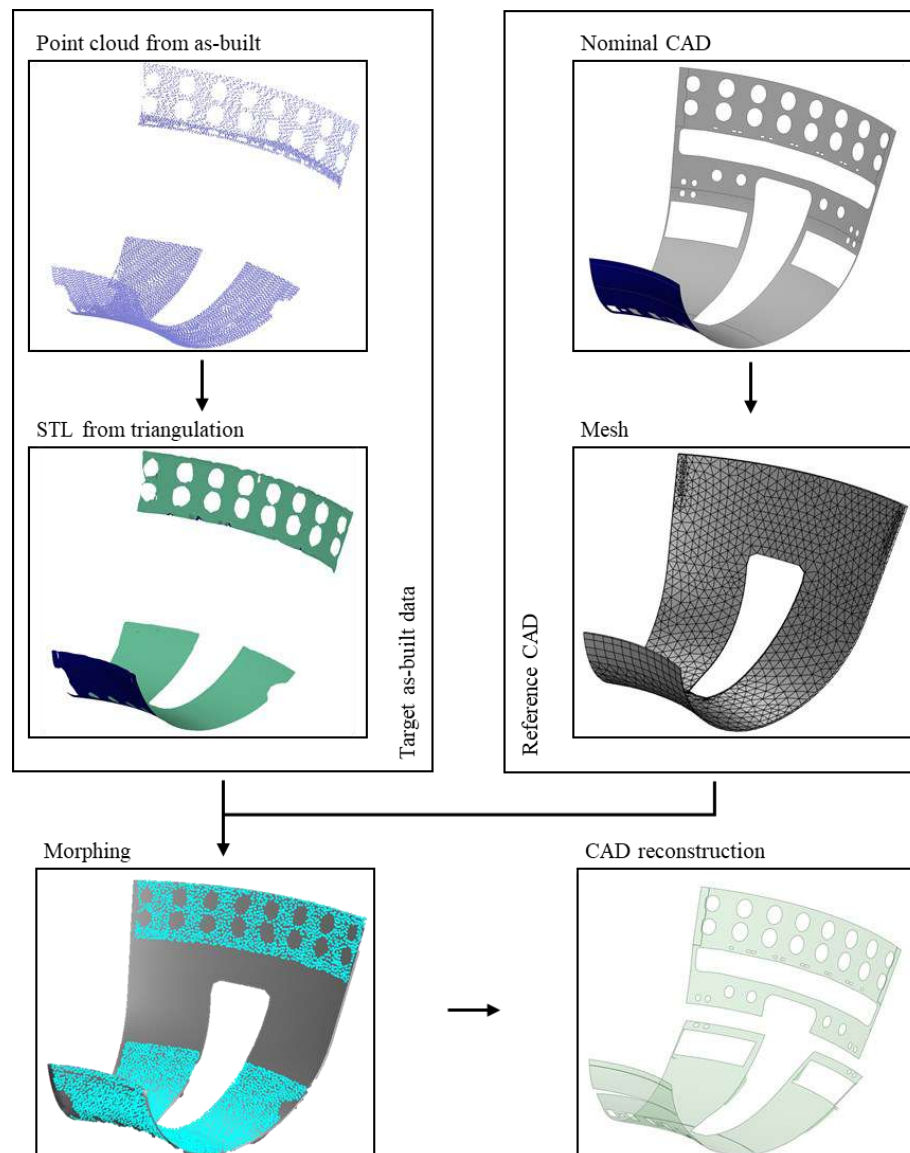 Point cloud from as-built
Nominal CAD
STL from triangulation
Mesh
Target as-built data
Reference CAD
Morphing
CAD reconstruction